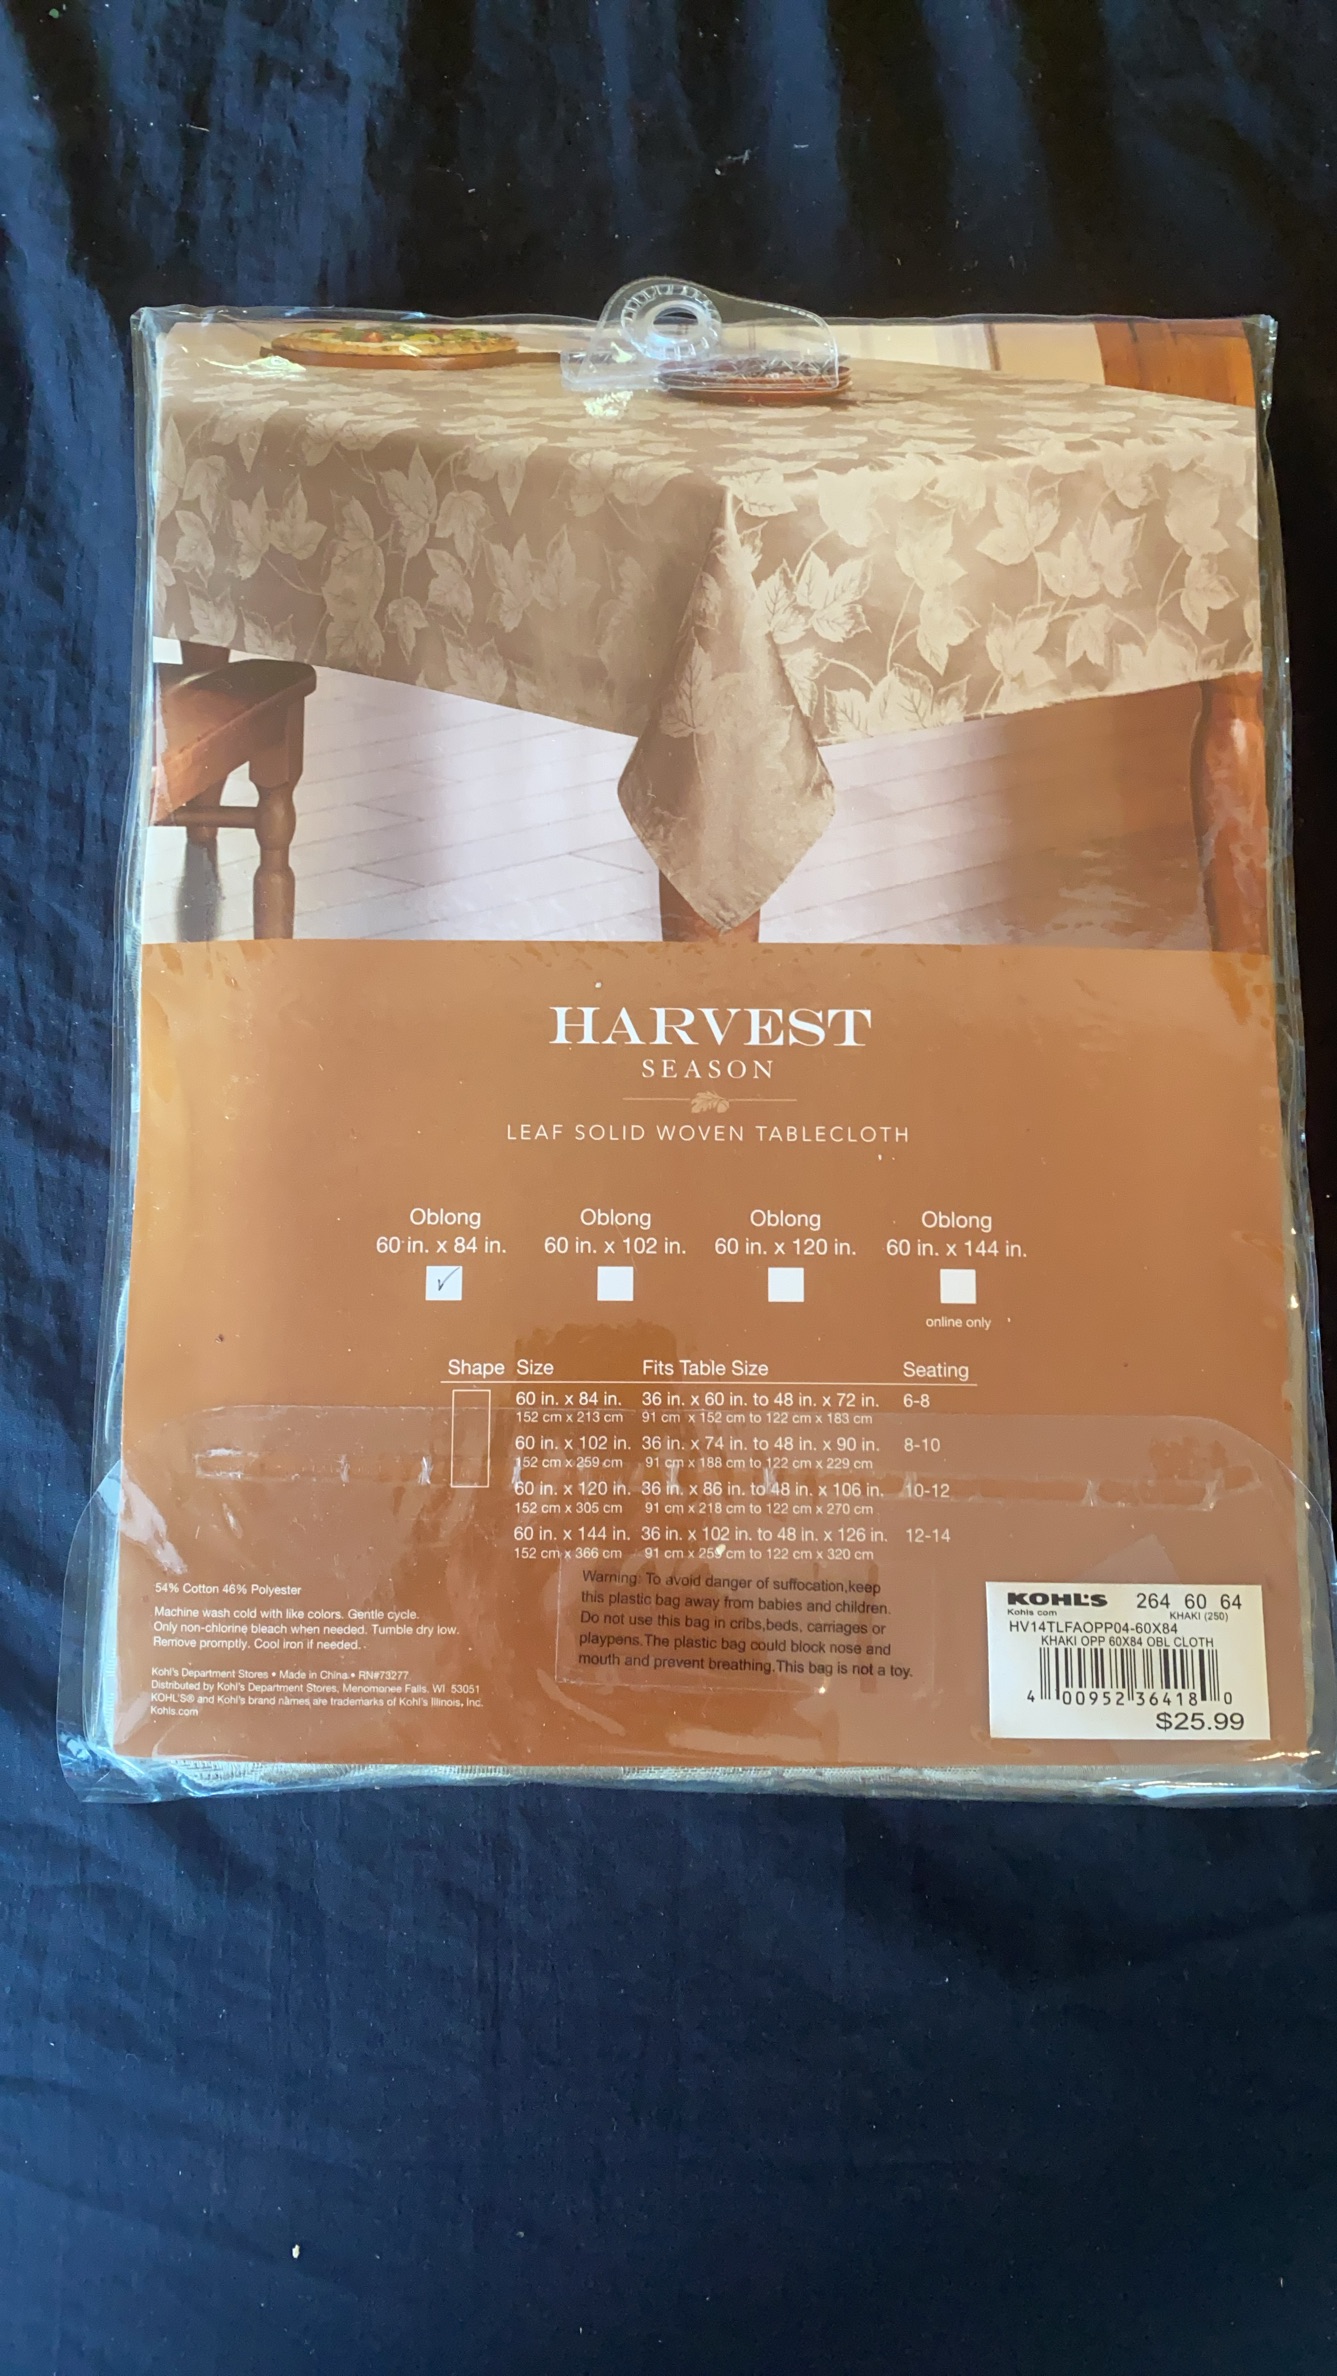 HARVEST
SEASON
LEAF SOLID WOVEN TABLECLOTH
Oblong Oblong Oblong Oblong
60 in. x 84 in. 60 in. x 102 in. 60 in. x 120 in. 60 in. x 144 in.
online only
Shape Size Fits Table Size Seating
60 in. x 84 in. 36 in. x 60 in. to 48 in. x 72 in. 6-8
152 cm x 213 cm 91 cm x 152 cm to 122 cm x 183 cm
60 in. x 102 in. 36 in. x 74 in. to 48 in. x 90 in. 8-10
152 cm x 259 cm 91 cm x 188 cm to 122 cm x 229 cm
60 in. x 120 in. 36 in. x 86 in. to 48 in. x 106 in. 10-12
152 cm x 305 cm 91 cm x 218 cm to 122 cm x 270 cm
60 in. x 144 in. 36 in. x 102 in. to 48 in. x 126 in. 12-14
152 cm x 366 cm 91 cm x 259 cm to 122 cm x 320 cm
54% Cotton 46% Polyester
Machine wash cold with like colors. Gentle cycle.
Only non-chlorine bleach when needed. Tumble dry low.
Remove promptly. Cool iron if needed.
Kohl's Department Stores • Made in China • RN#73277
Distributed by Kohl's Department Stores, Menomonee Falls, WI 53051
KOHL'S® and Kohl's brand names are trademarks of Kohl's Illinois, Inc.
Kohls.com
Warning: To avoid danger of suffocation,keep
this plastic bag away from babies and children.
Do not use this bag in cribs,beds, carriages or
playpens.The plastic bag could block nose and
mouth and prevent breathing.This bag is not a toy.
KOHL'S 264 60 64
Kohls com KHAKI (250)
HV14TLFAOPP04-60X84
KHAKI OPP 60X84 OBL CLOTH
4 00952 36418 0
$25.99